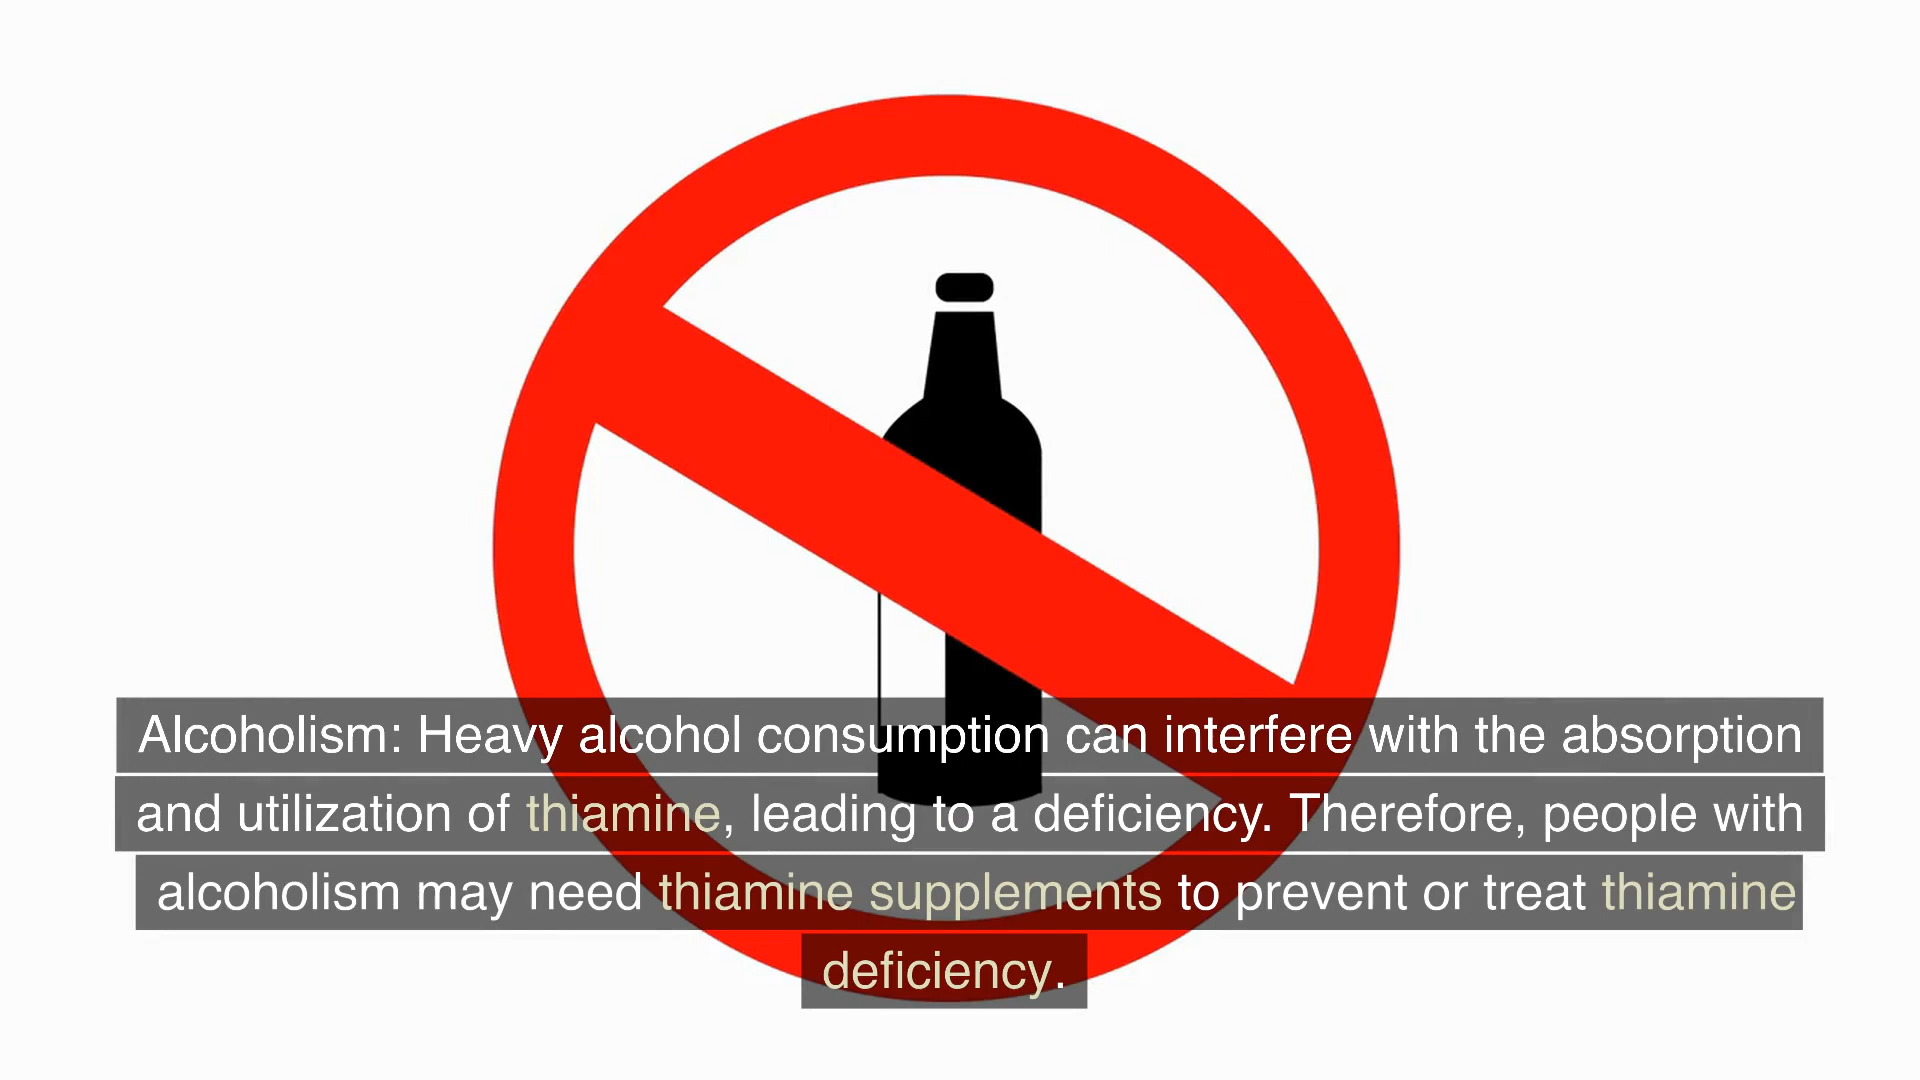 Alcoholism: Heavy alcohol consumption can interfere with the absorption
and utilization of thiamine, leading to a deficiency. Therefore, people with
alcoholism may need thiamine supplements to prevent or treat thiamine
deficiency.